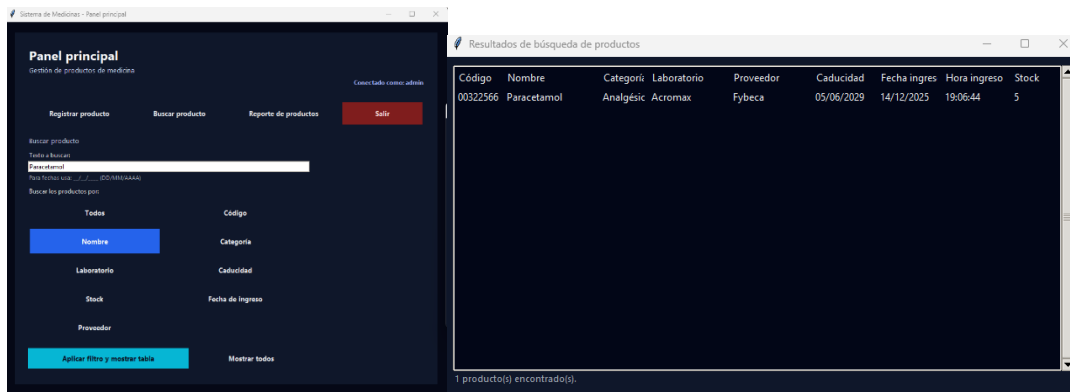 Sistema de Medicinas - Panel principal
Panel principal
Gestión de productos de medicina
Conectado como: admin
Registrar producto Buscar producto Reporte de productos Salir
Buscar producto
Texto a buscar:
Paracetamol
Para fechas usa: __/__/____ (DD/MM/AAAA)
Buscar los productos por:
Todos Código
Nombre Categoría
Laboratorio Caducidad
Stock Fecha de ingreso
Proveedor
Aplicar filtro y mostrar tabla Mostrar todos
Resultados de búsqueda de productos
Código Nombre Categoría Laboratorio Proveedor Caducidad Fecha ingres Hora ingreso Stock
00322566 Paracetamol Analgésic Acromax Fybeca 05/06/2029 14/12/2025 19:06:44 5
1 producto(s) encontrado(s).